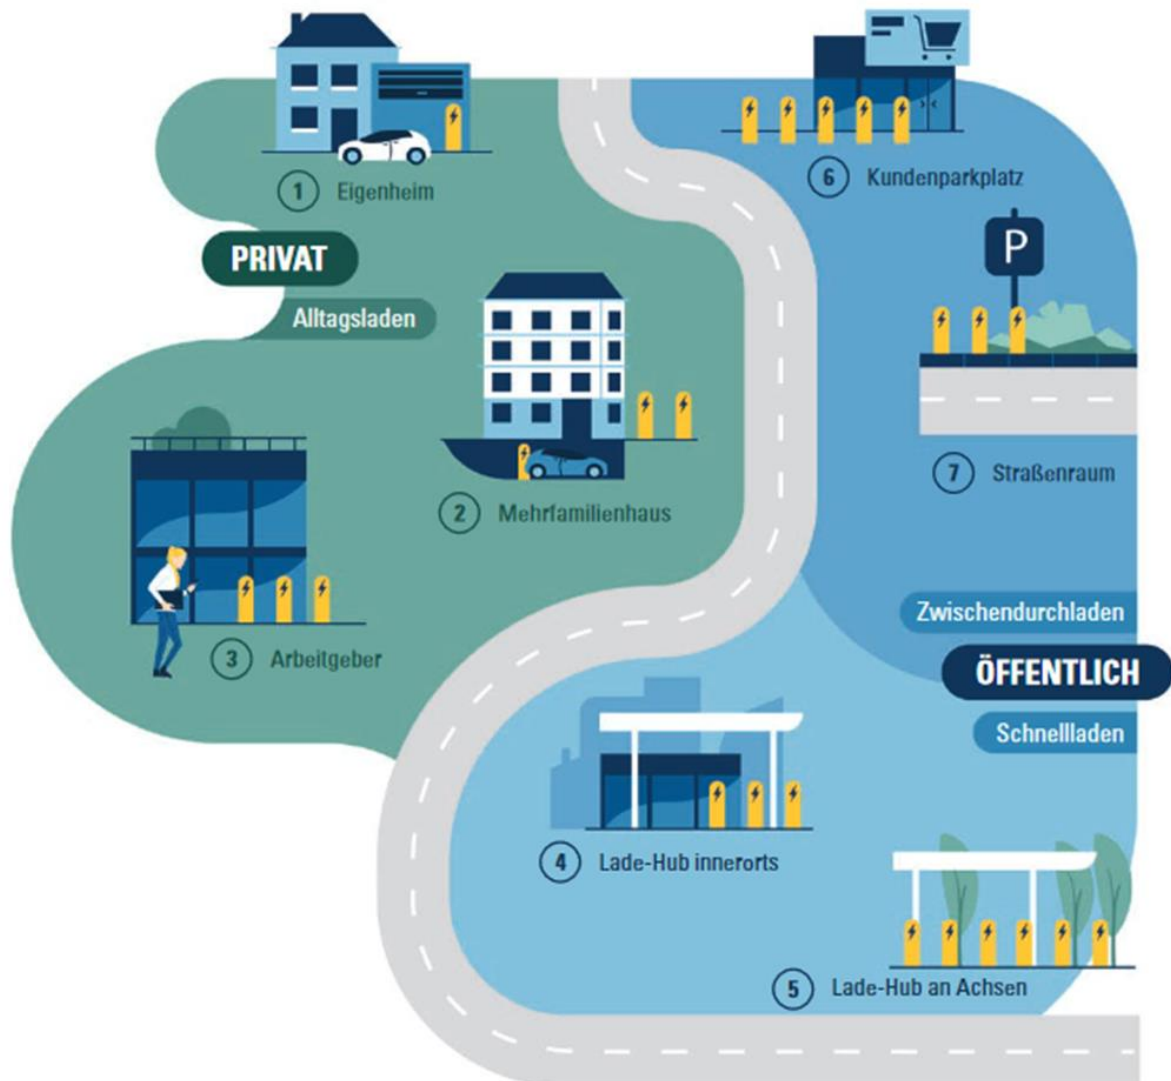 1 Eigenheim
PRIVAT
Alltagsladen
2 Mehrfamilienhaus
3 Arbeitgeber
6 Kundenparkplatz
P
7 Straßenraum
Zwischendurchladen
ÖFFENTLICH
Schnellladen
4 Lade-Hub innerorts
5 Lade-Hub an Achsen